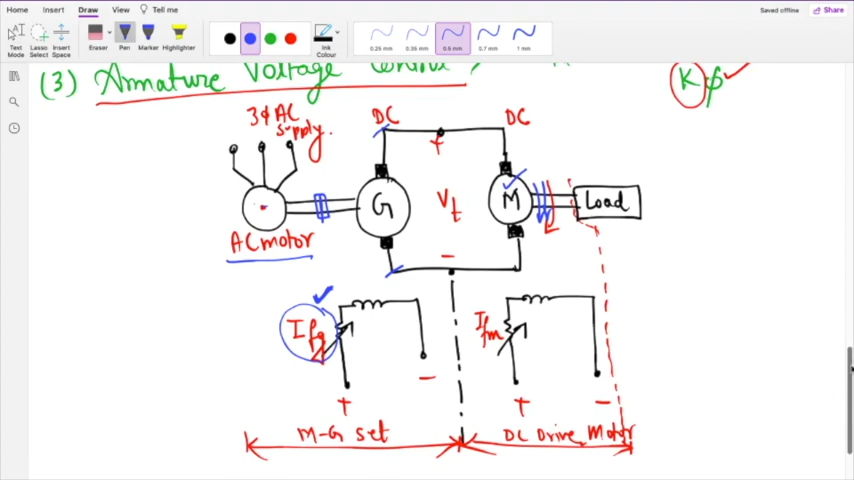 Home Insert Draw View Tell me Saved offline Share
Text Mode Lasso Select Insert Space Eraser Pen Marker Highlighter Ink Colour 0.25 mm 0.35 mm 0.5 mm 0.7 mm 1 mm
(3) Armature Voltage Control
Kφ
3φ AC supply.
DC
DC
+
G
Vt
M
Load
AC motor
-
Ifg
Ifm
-
+
+
-
M-G set
DC Drive Motor